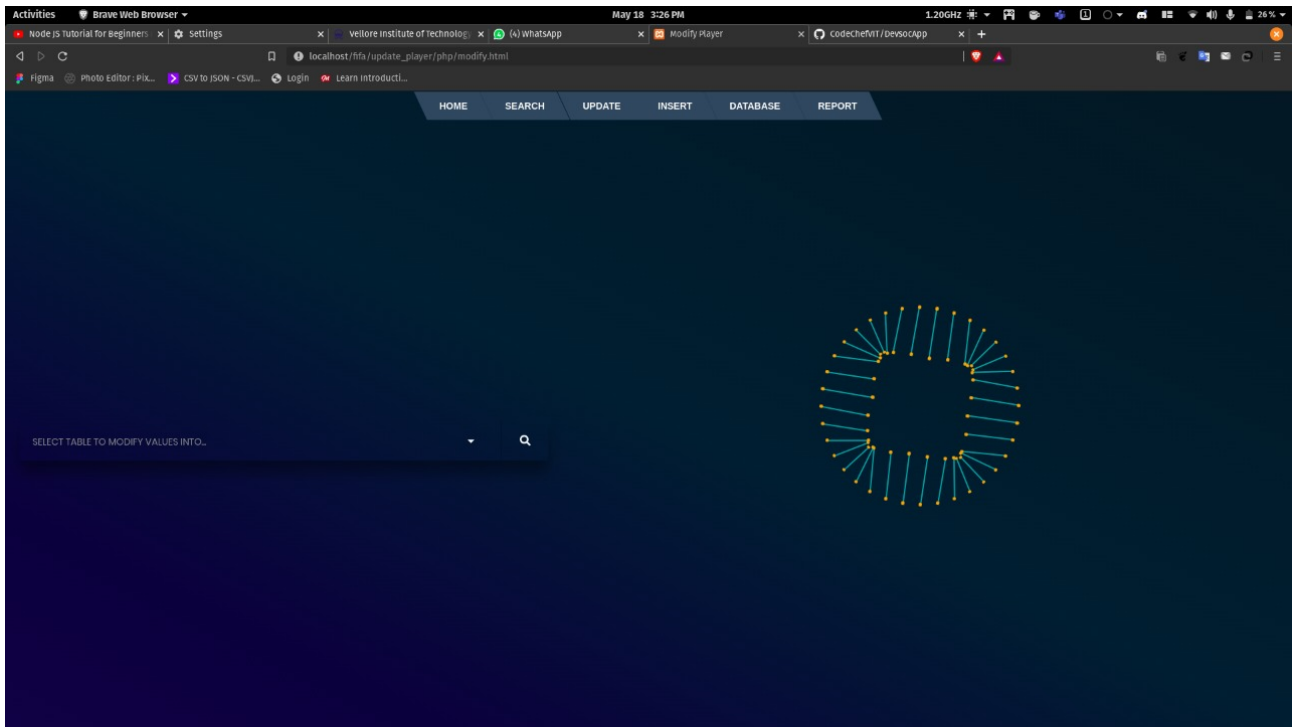 Activities Brave Web Browser May 18 3:26 PM 1.20GHz 1 26%
Node JS Tutorial for Beginners Settings Vellore Institute of Technology (4) WhatsApp Modify Player CodeChefVIT/DevsocApp
localhost/fifa/update_player/php/modify.html
Figma Photo Editor : Pix... CSV to JSON - CSVJ... Login Learn Introducti...
HOME SEARCH UPDATE INSERT DATABASE REPORT
SELECT TABLE TO MODIFY VALUES INTO..